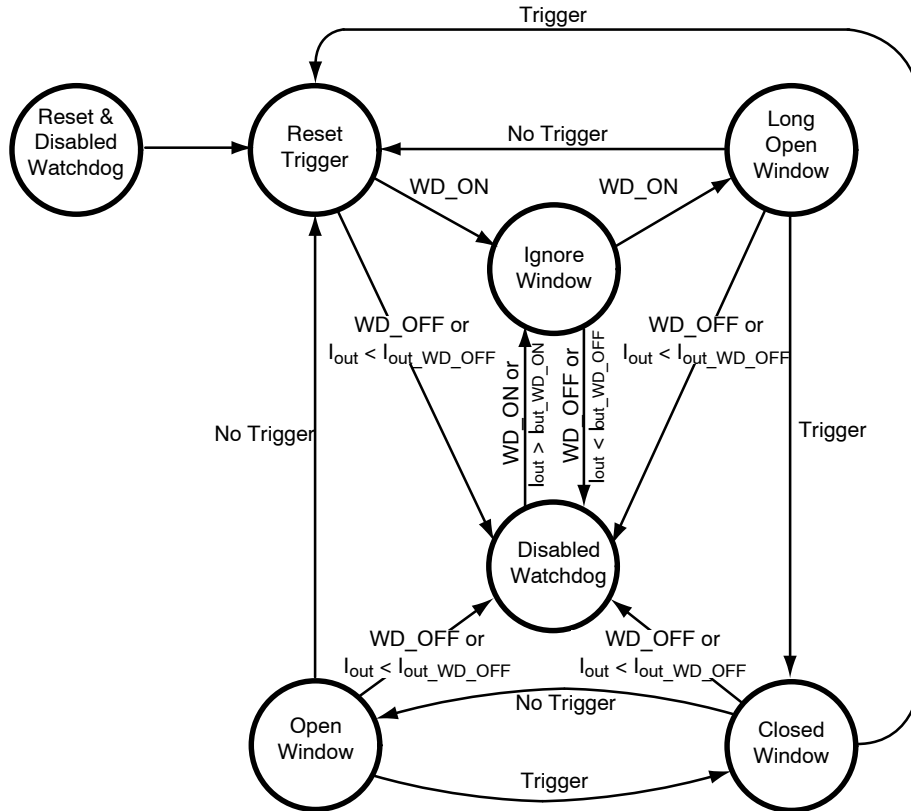 Trigger
Reset &
Disabled
Watchdog
Reset
Trigger
No Trigger
Long
Open
Window
WD_ON
WD_ON
Ignore
Window
WD_OFF or
Iout < Iout_WD_OFF
WD_ON or
Iout > Iout_WD_ON
WD_OFF or
Iout < Iout_WD_OFF
WD_OFF or
Iout < Iout_WD_OFF
No Trigger
Trigger
Disabled
Watchdog
WD_OFF or
Iout < Iout_WD_OFF
WD_OFF or
Iout < Iout_WD_OFF
No Trigger
Open
Window
Closed
Window
Trigger